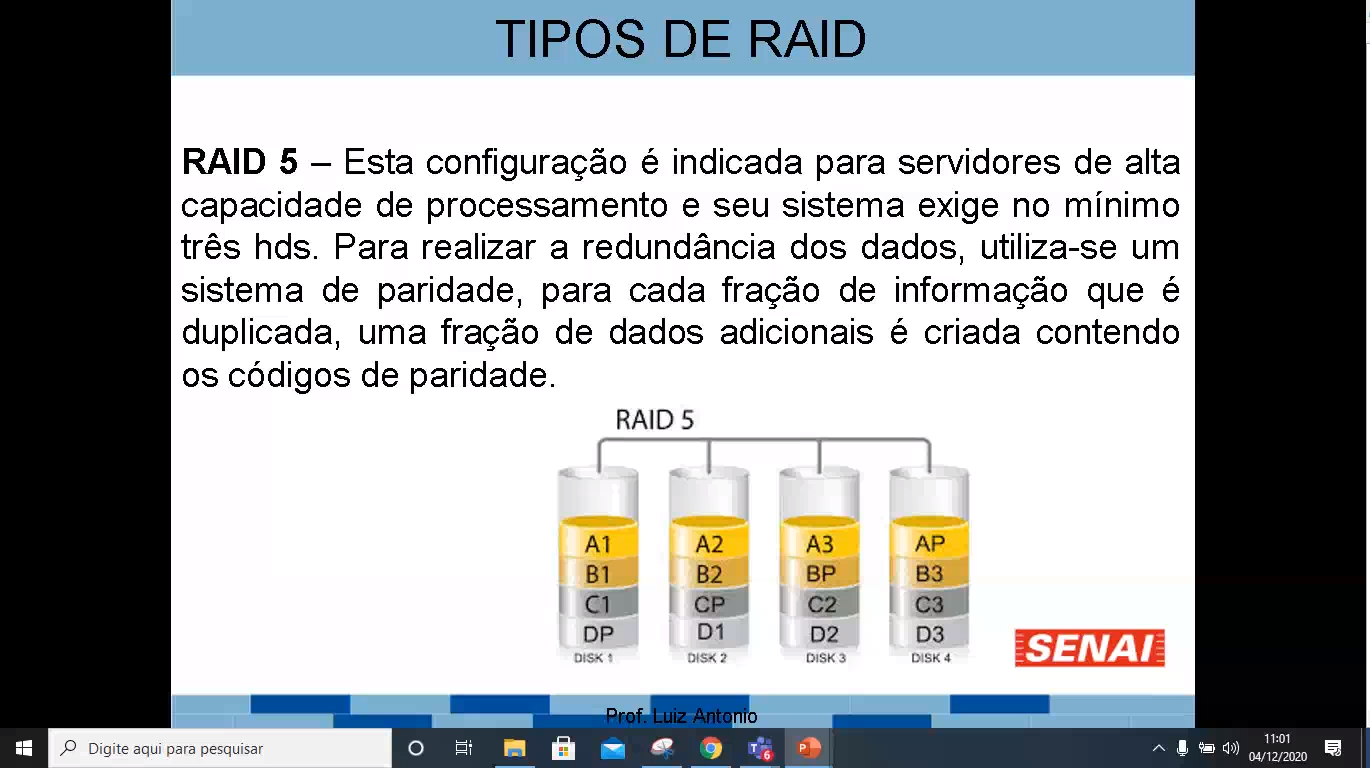 TIPOS DE RAID
RAID 5 – Esta configuração é indicada para servidores de alta
capacidade de processamento e seu sistema exige no mínimo
três hds. Para realizar a redundância dos dados, utiliza-se um
sistema de paridade, para cada fração de informação que é
duplicada, uma fração de dados adicionais é criada contendo
os códigos de paridade.
RAID 5
A1 A2 A3 AP
B1 B2 BP B3
C1 CP C2 C3
DP D1 D2 D3
DISK 1 DISK 2 DISK 3 DISK 4
SENAI
Prof. Luiz Antonio
Digite aqui para pesquisar
6
11:01
04/12/2020